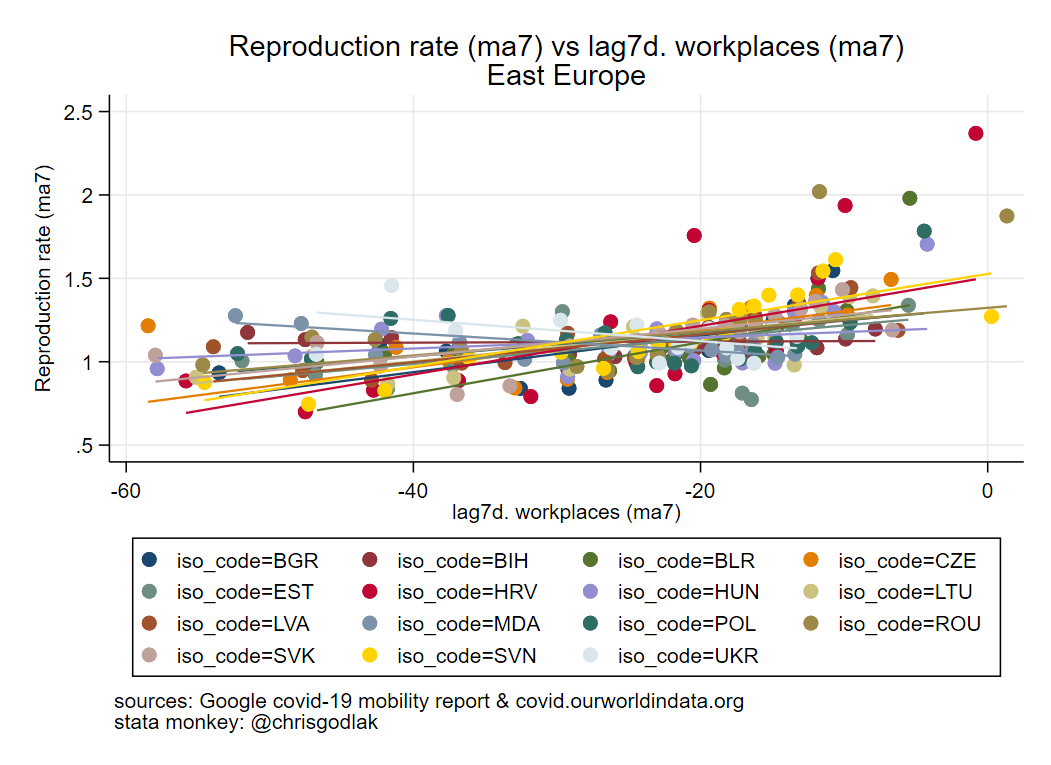 Reproduction rate (ma7) vs lag7d. workplaces (ma7)
East Europe
Reproduction rate (ma7)
2.5
2
1.5
1
.5
-60 -40 -20 0
lag7d. workplaces (ma7)
iso_code=BGR iso_code=BIH iso_code=BLR iso_code=CZE
iso_code=EST iso_code=HRV iso_code=HUN iso_code=LTU
iso_code=LVA iso_code=MDA iso_code=POL iso_code=ROU
iso_code=SVK iso_code=SVN iso_code=UKR
sources: Google covid-19 mobility report & covid.ourworldindata.org
stata monkey: @chrisgodlak